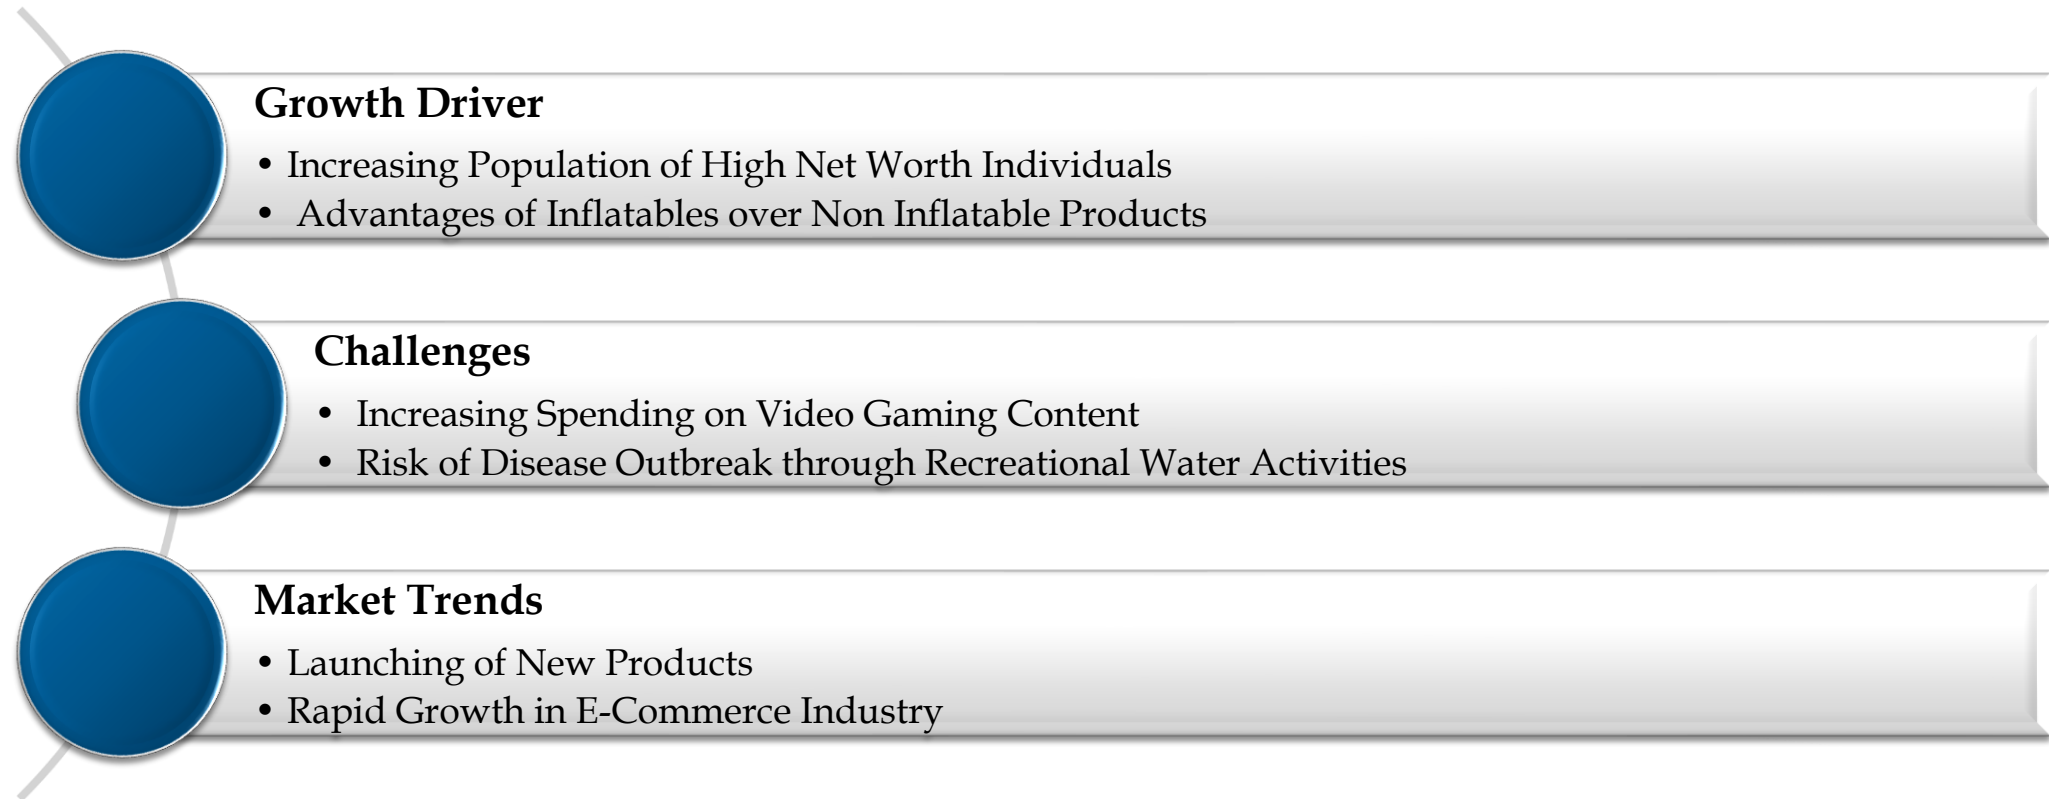 Growth Driver
• Increasing Population of High Net Worth Individuals
• Advantages of Inflatables over Non Inflatable Products
Challenges
• Increasing Spending on Video Gaming Content
• Risk of Disease Outbreak through Recreational Water Activities
Market Trends
• Launching of New Products
• Rapid Growth in E-Commerce Industry